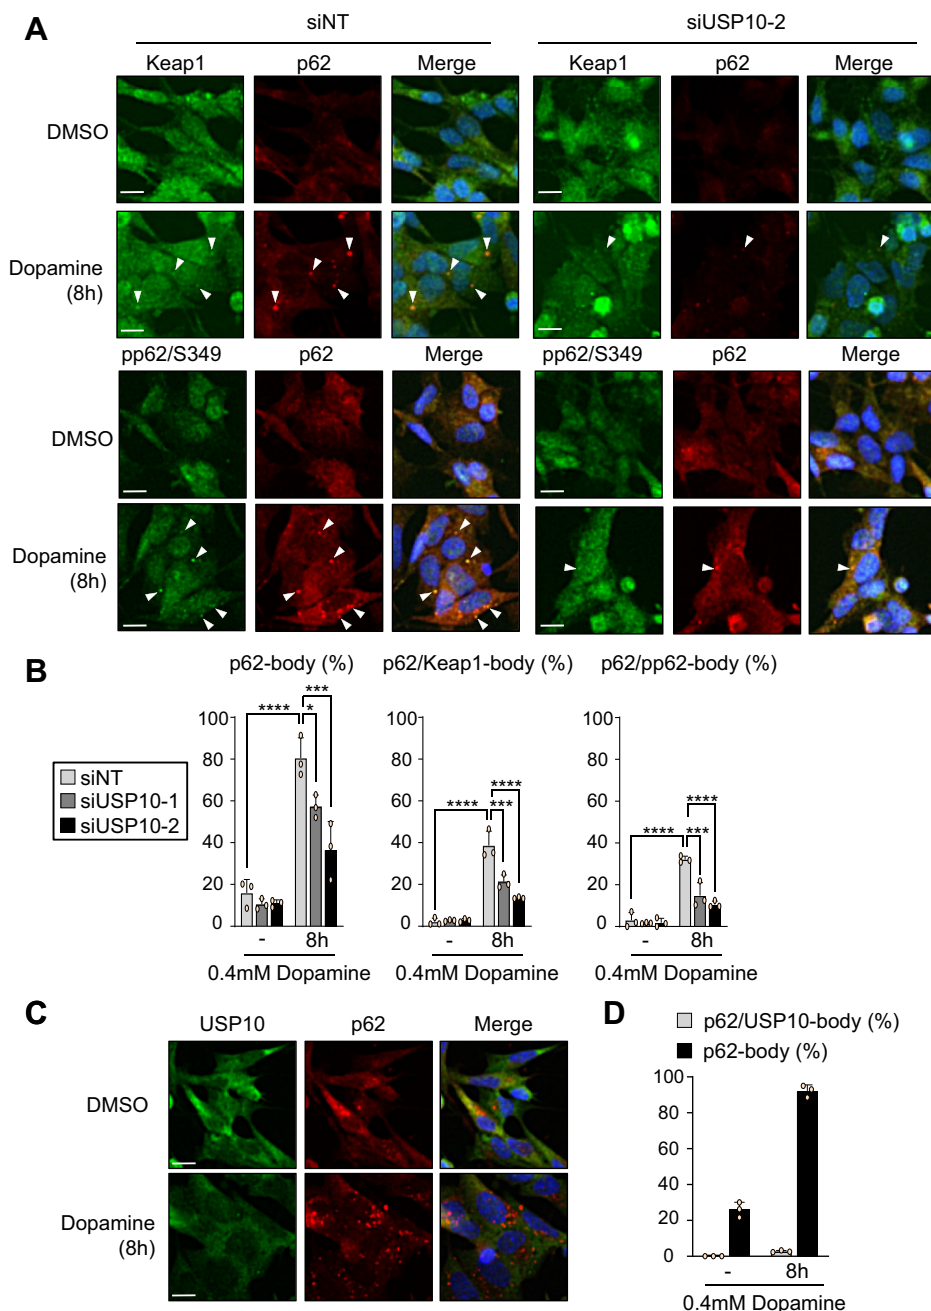 A
siNT
siUSP10-2
Keap1 p62 Merge Keap1 p62 Merge
DMSO
Dopamine
(8h)
pp62/S349 p62 Merge pp62/S349 p62 Merge
DMSO
Dopamine
(8h)
B
p62-body (%) p62/Keap1-body (%) p62/pp62-body (%)
siNT
siUSP10-1
siUSP10-2
100
80
60
40
20
0
**** * ***
- 8h
0.4mM Dopamine
100
80
60
40
20
0
**** *** ****
- 8h
0.4mM Dopamine
100
80
60
40
20
0
**** *** ****
- 8h
0.4mM Dopamine
C
USP10 p62 Merge
DMSO
Dopamine
(8h)
D
p62/USP10-body (%)
p62-body (%)
100
80
60
40
20
0
- 8h
0.4mM Dopamine